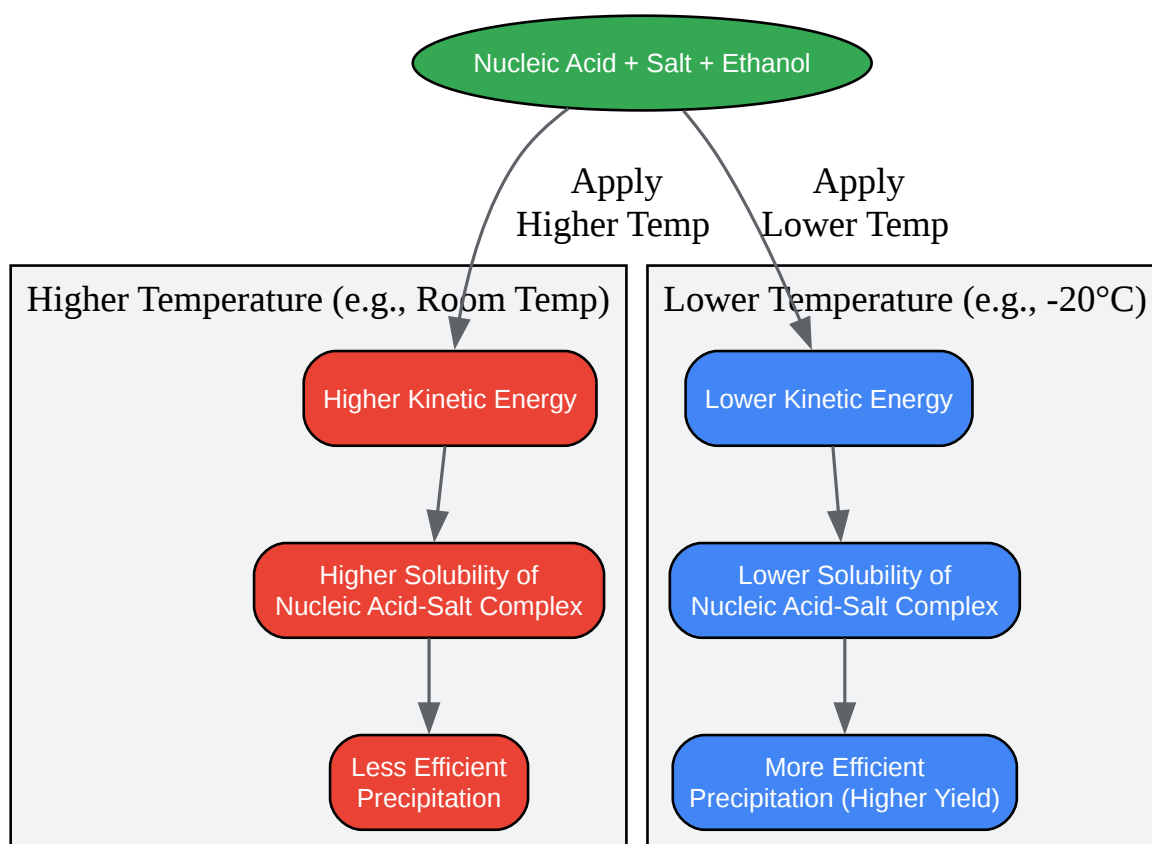 Nucleic Acid + Salt + Ethanol
Apply
Higher Temp
Apply
Lower Temp
Higher Temperature (e.g., Room Temp)
Higher Kinetic Energy
Higher Solubility of
Nucleic Acid-Salt Complex
Less Efficient
Precipitation
Lower Temperature (e.g., -20°C)
Lower Kinetic Energy
Lower Solubility of
Nucleic Acid-Salt Complex
More Efficient
Precipitation (Higher Yield)